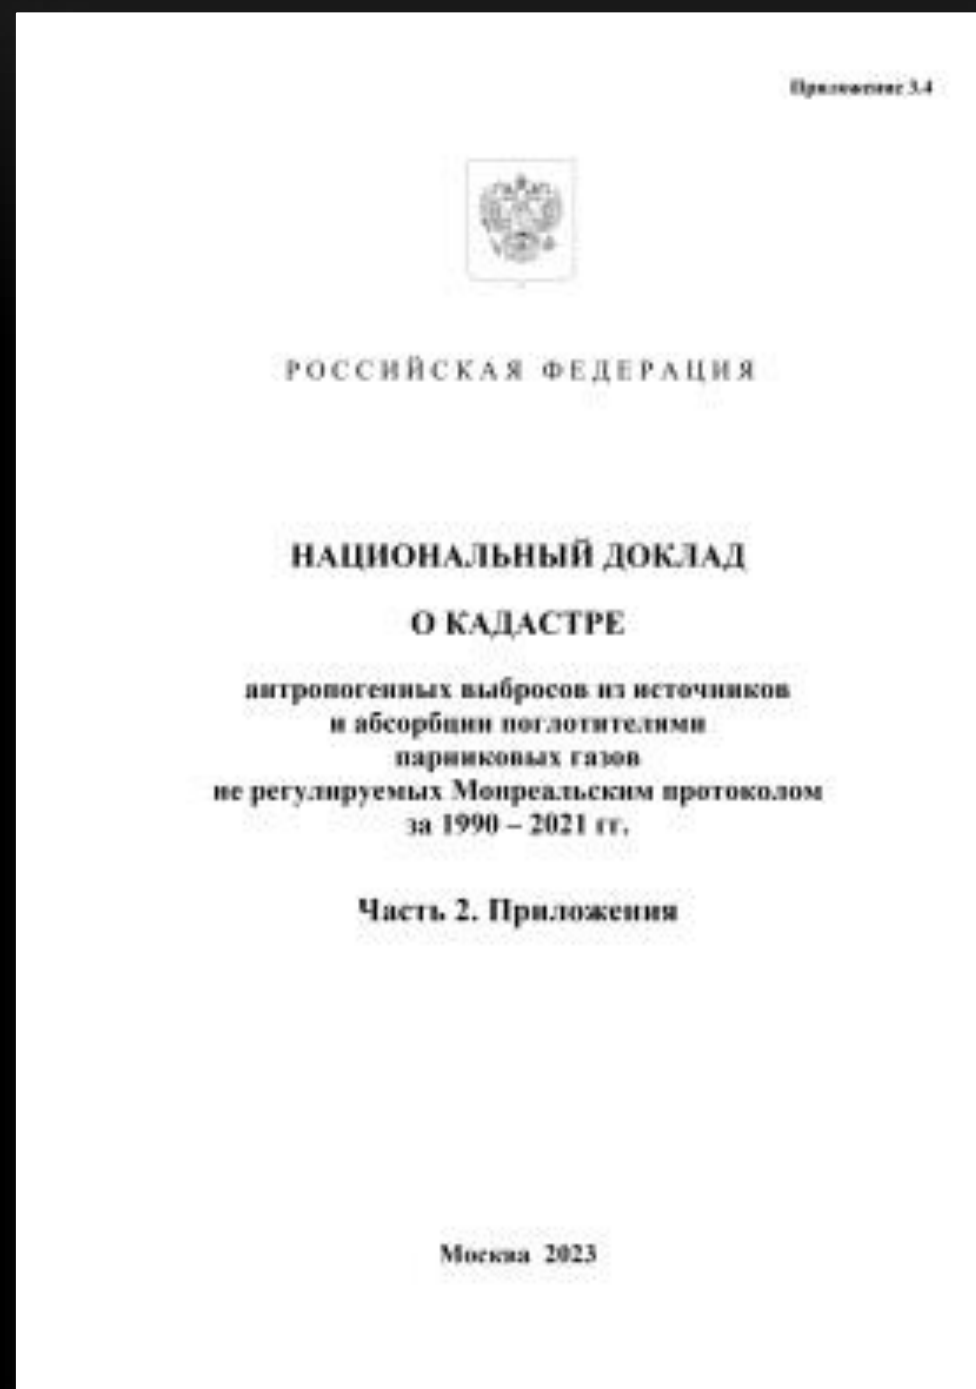 Приложение 3.4
РОССИЙСКАЯ ФЕДЕРАЦИЯ
НАЦИОНАЛЬНЫЙ ДОКЛАД
О КАДАСТРЕ
антропогенных выбросов из источников
и абсорбции поглотителями
парниковых газов
не регулируемых Монреальским протоколом
за 1990 – 2021 гг.
Часть 2. Приложения
Москва 2023